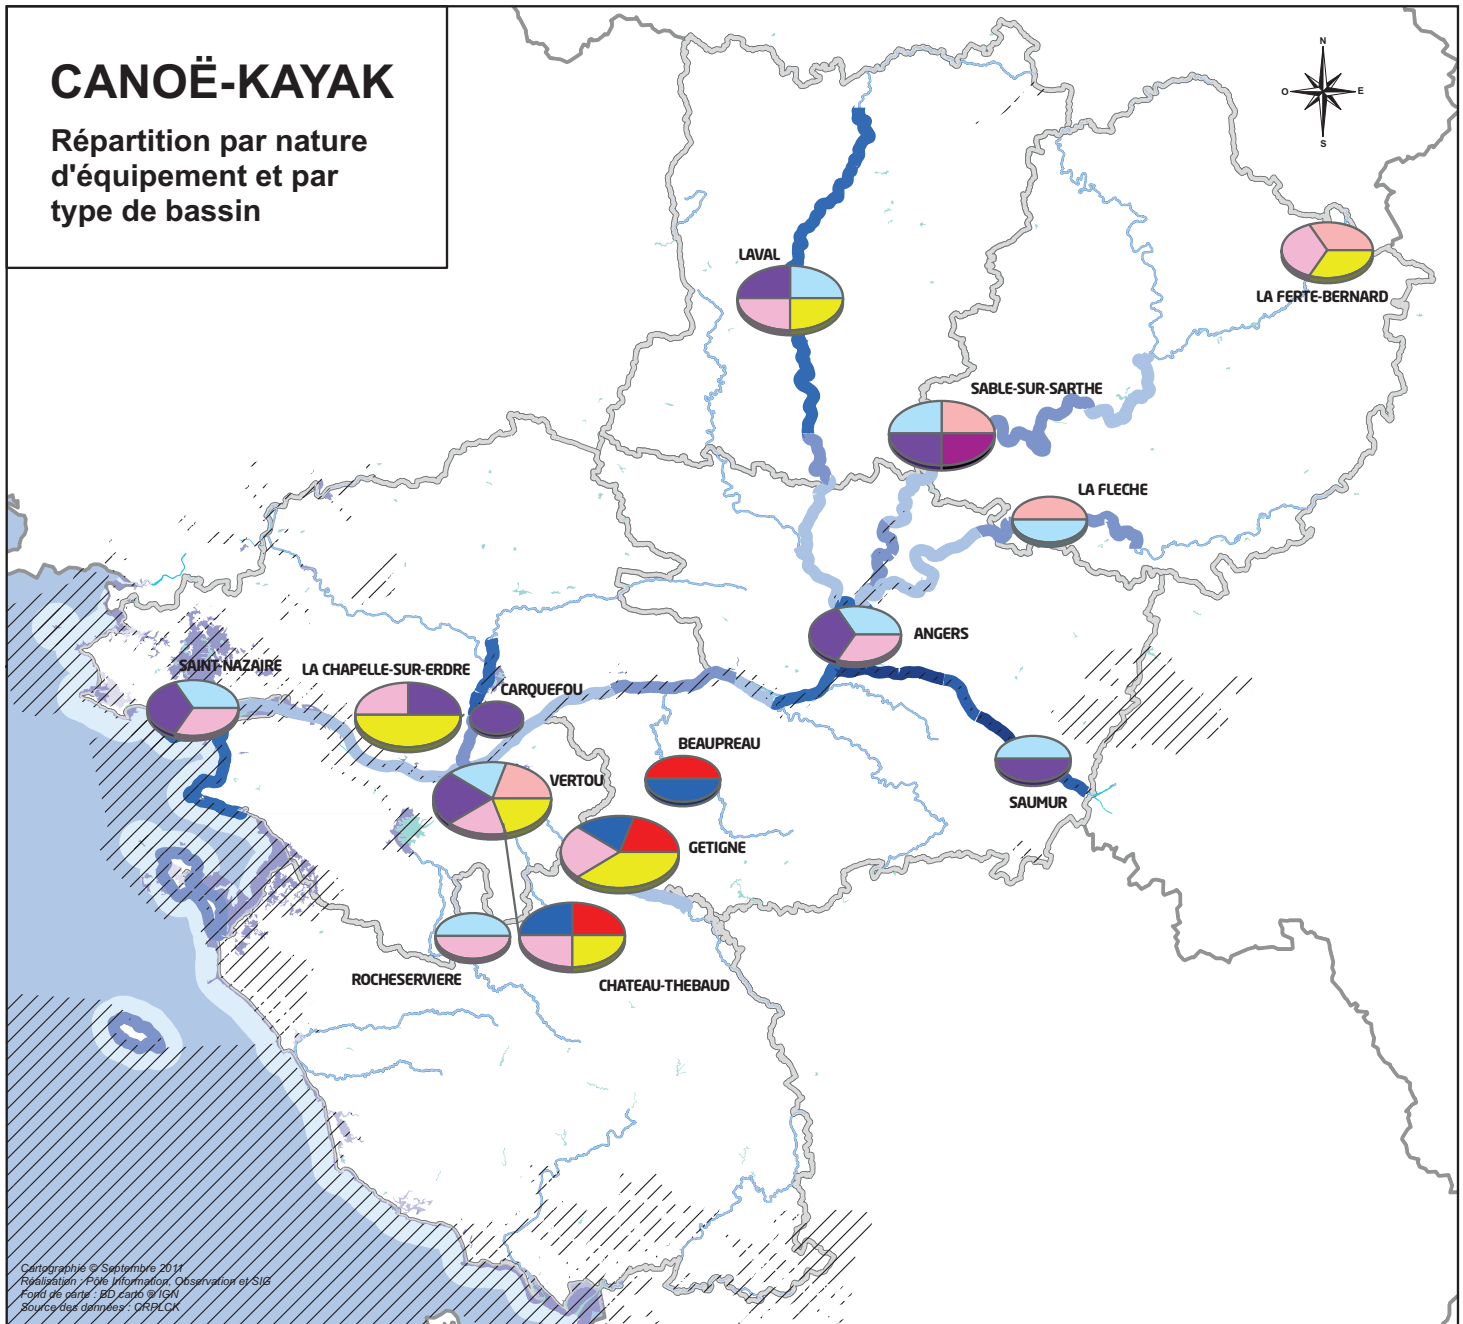 CANOË-KAYAK
Répartition par nature
d'équipement et par
type de bassin
N
O
E
S
LAVAL
LA FERTE-BERNARD
SABLE-SUR-SARTHE
LA FLECHE
ANGERS
SAINT-NAZAIRE
LA CHAPELLE-SUR-ERDRE
CARQUEFOU
BEAUPREAU
VERTOU
SAUMUR
GETIGNE
ROCHESERVIERE
CHATEAU-THEBAUD
Cartographie © Septembre 2011
Réalisation : Pôle Information, Observation et SIG
Fond de carte : BD carto ® IGN
Source des données : CRPLCK